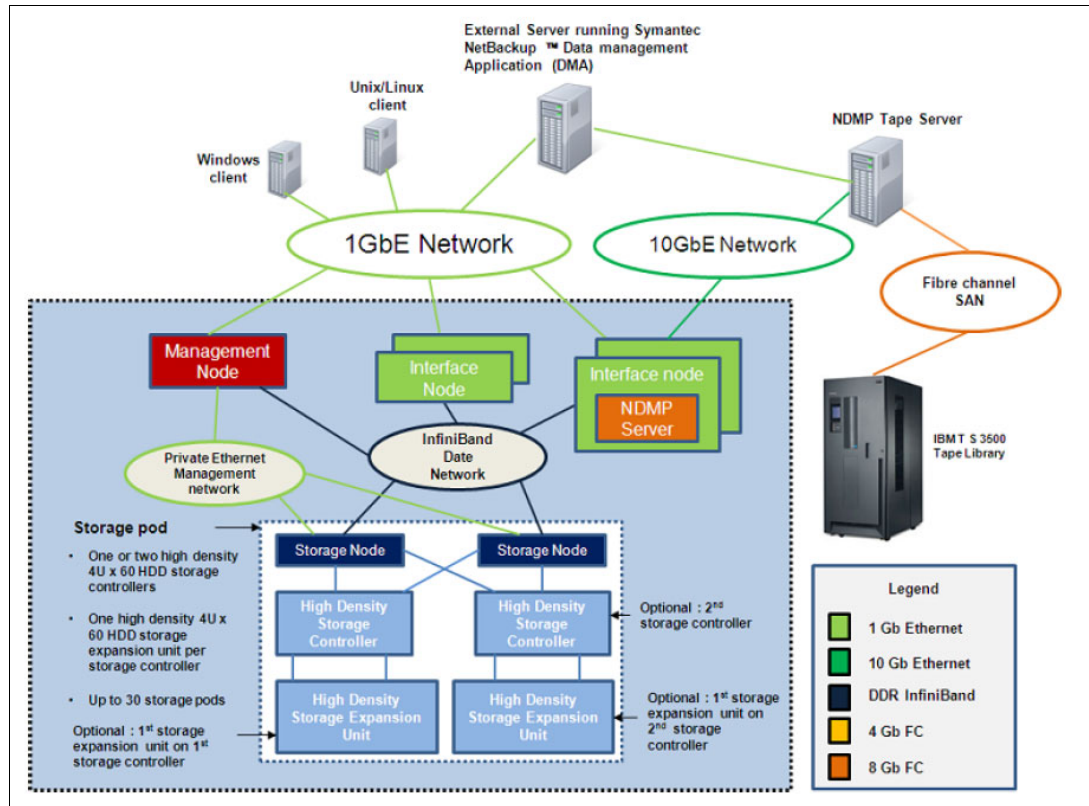 External Server running Symantec
NetBackup ™ Data management
Application (DMA)
Unix/Linux
client
NDMP Tape Server
Windows
client
1GbE Network
10GbE Network
Fibre channel
SAN
Management
Node
Interface
Node
Interface node
NDMP
Server
InfiniBand
Date
Network
Private Ethernet
Management
network
IBM T S 3500
Tape Library
Storage pod
• One or two high density
4U x 60 HDD storage
controllers
• One high density 4U x
60 HDD storage
expansion unit per
storage controller
• Up to 30 storage pods
Optional : 1st storage
expansion unit on 1st
storage controller
Storage Node
Storage Node
High Density
Storage
Controller
High Density
Storage
Controller
High Density
Storage Expansion
Unit
High Density
Storage Expansion
Unit
Optional : 2nd
storage controller
Optional : 1st storage
expansion unit on
2nd storage
controller
Legend
1 Gb Ethernet
10 Gb Ethernet
DDR InfiniBand
4 Gb FC
8 Gb FC